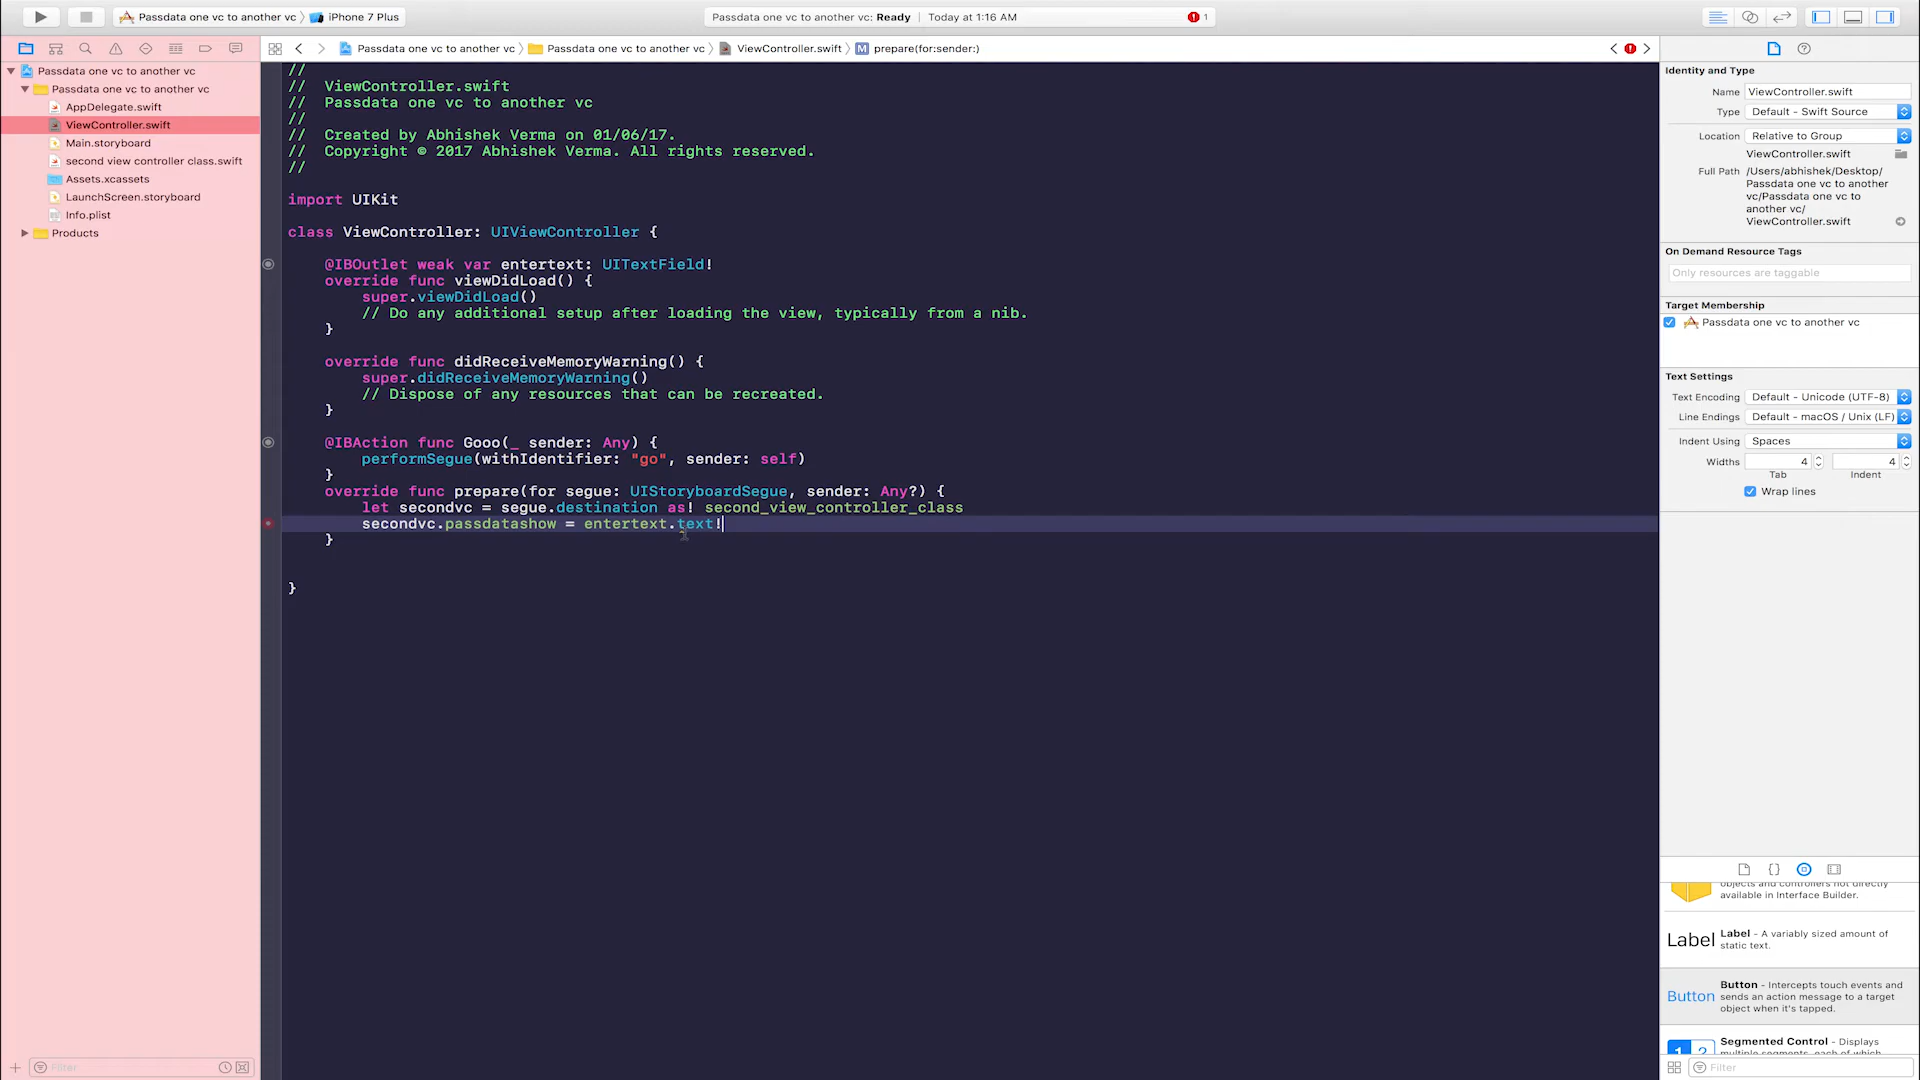 Passdata one vc to another vc
iPhone 7 Plus
Passdata one vc to another vc: Ready
Today at 1:16 AM
1
Passdata one vc to another vc
Passdata one vc to another vc
AppDelegate.swift
ViewController.swift
Main.storyboard
second view controller class.swift
Assets.xcassets
LaunchScreen.storyboard
Info.plist
Products
Filter
Passdata one vc to another vc
Passdata one vc to another vc
ViewController.swift
M prepare(for:sender:)
//
// ViewController.swift
// Passdata one vc to another vc
//
// Created by Abhishek Verma on 01/06/17.
// Copyright © 2017 Abhishek Verma. All rights reserved.
//
import UIKit
class ViewController: UIViewController {
@IBOutlet weak var entertext: UITextField!
override func viewDidLoad() {
super.viewDidLoad()
// Do any additional setup after loading the view, typically from a nib.
}
override func didReceiveMemoryWarning() {
super.didReceiveMemoryWarning()
// Dispose of any resources that can be recreated.
}
@IBAction func Gooo(_ sender: Any) {
performSegue(withIdentifier: "go", sender: self)
}
override func prepare(for segue: UIStoryboardSegue, sender: Any?) {
let secondvc = segue.destination as! second_view_controller_class
secondvc.passdatashow = entertext.text!
}
}
Identity and Type
Name ViewController.swift
Type Default - Swift Source
Location Relative to Group
ViewController.swift
Full Path /Users/abhishek/Desktop/
Passdata one vc to another
vc/Passdata one vc to
another vc/
ViewController.swift
On Demand Resource Tags
Only resources are taggable
Target Membership
Passdata one vc to another vc
Text Settings
Text Encoding Default - Unicode (UTF-8)
Line Endings Default - macOS / Unix (LF)
Indent Using Spaces
Widths 4 4
Tab Indent
Wrap lines
objects and controllers not directly
available in Interface Builder.
Label Label - A variably sized amount of
static text.
Button Button - Intercepts touch events and
sends an action message to a target
object when it's tapped.
1 2 Segmented Control - Displays
multiple segments, each of which
Filter